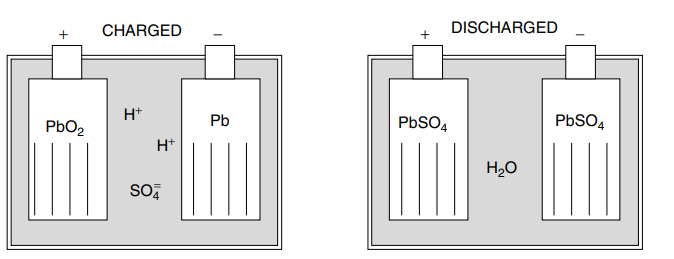 + CHARGED −
PbO₂
H⁺
Pb
H⁺
SO₄⁼
+ DISCHARGED −
PbSO₄
PbSO₄
H₂O